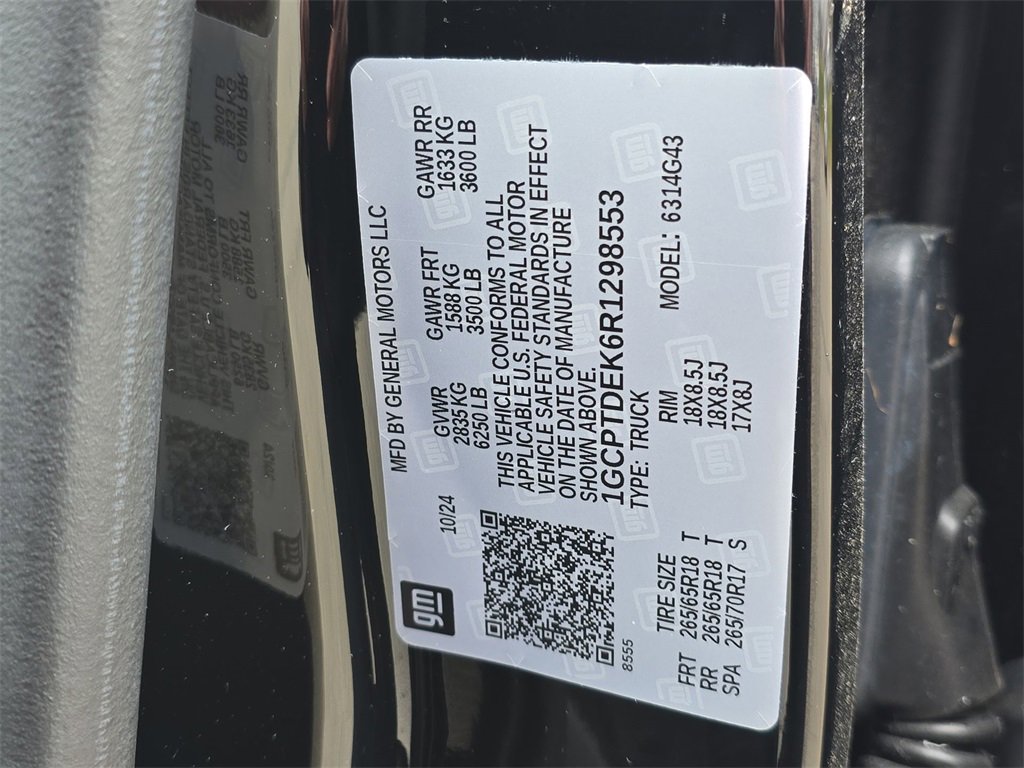 gm
10/24
MFD BY GENERAL MOTORS LLC
GVWR GAWR FRT GAWR RR
2835 KG 1588 KG 1633 KG
6250 LB 3500 LB 3600 LB
THIS VEHICLE CONFORMS TO ALL
APPLICABLE U.S. FEDERAL MOTOR
VEHICLE SAFETY STANDARDS IN EFFECT
ON THE DATE OF MANUFACTURE
SHOWN ABOVE.
1GCPTDEK6R1298553
TYPE: TRUCK MODEL: 6314G43
8555
TIRE SIZE RIM
FRT 265/65R18 T 18X8.5J
RR 265/65R18 T 18X8.5J
SPA 265/70R17 S 17X8J